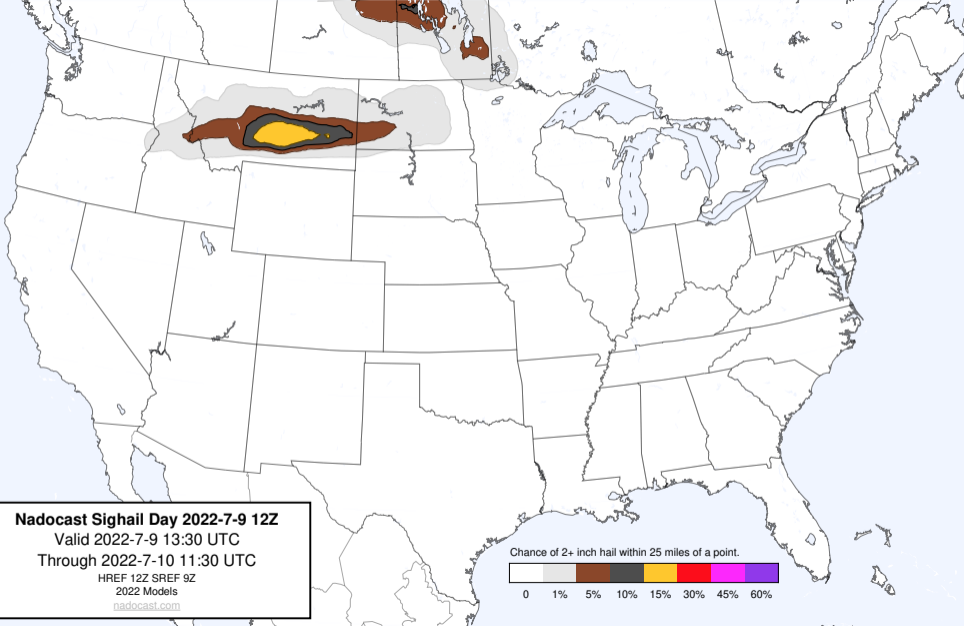 Nadocast Sighail Day 2022-7-9 12Z
Valid 2022-7-9 13:30 UTC
Through 2022-7-10 11:30 UTC
HREF 12Z SREF 9Z
2022 Models
nadocast.com
Chance of 2+ inch hail within 25 miles of a point.
0 1% 5% 10% 15% 30% 45% 60%